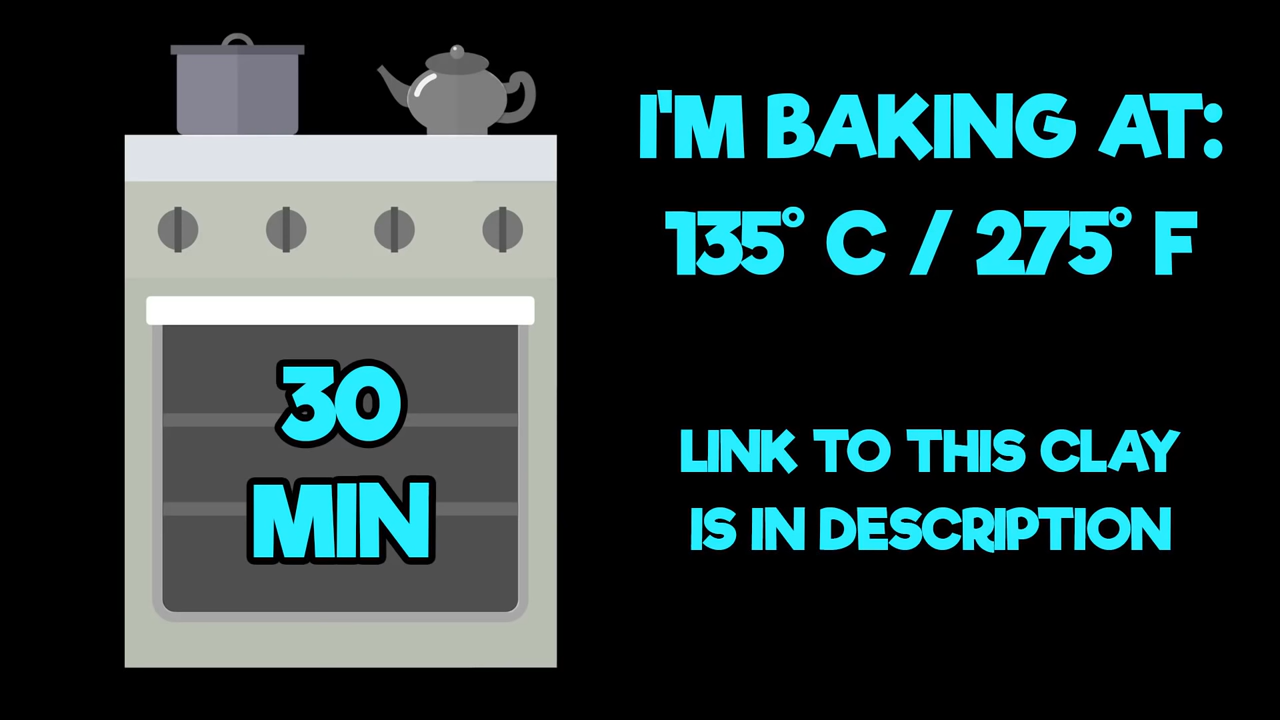 I'M BAKING AT:
135° C / 275° F
30
MIN
LINK TO THIS CLAY
IS IN DESCRIPTION